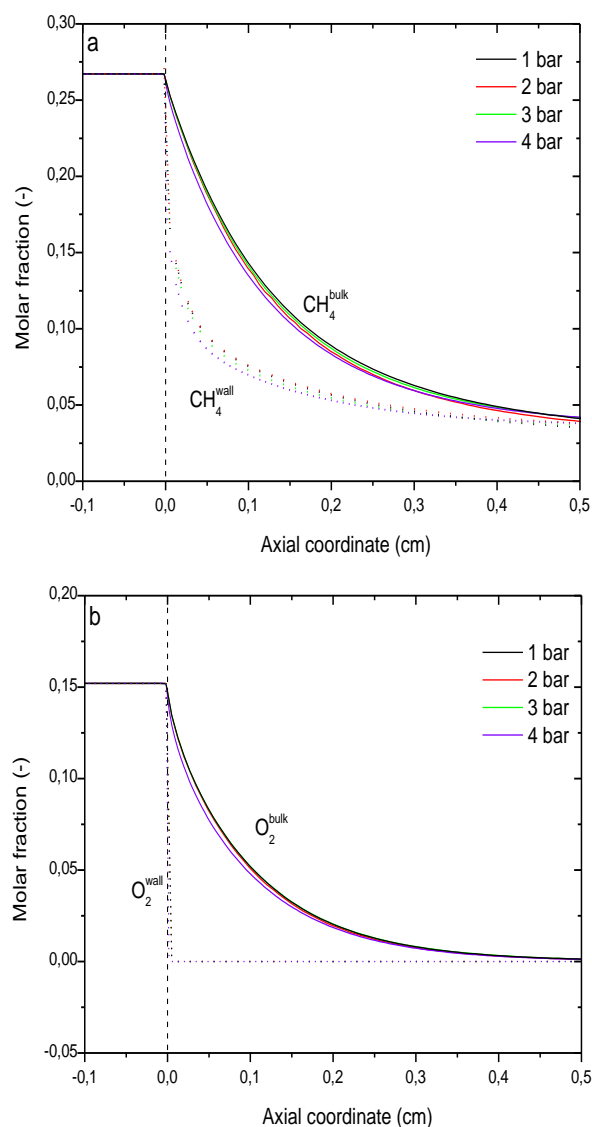 a
0,30
0,25
0,20
0,15
0,10
0,05
0,00
Molar fraction (-)
1 bar
2 bar
3 bar
4 bar
CH4bulk
CH4wall
-0,1 0,0 0,1 0,2 0,3 0,4 0,5
Axial coordinate (cm)
b
0,20
0,15
0,10
0,05
0,00
-0,05
Molar fraction (-)
1 bar
2 bar
3 bar
4 bar
O2bulk
O2wall
-0,1 0,0 0,1 0,2 0,3 0,4 0,5
Axial coordinate (cm)